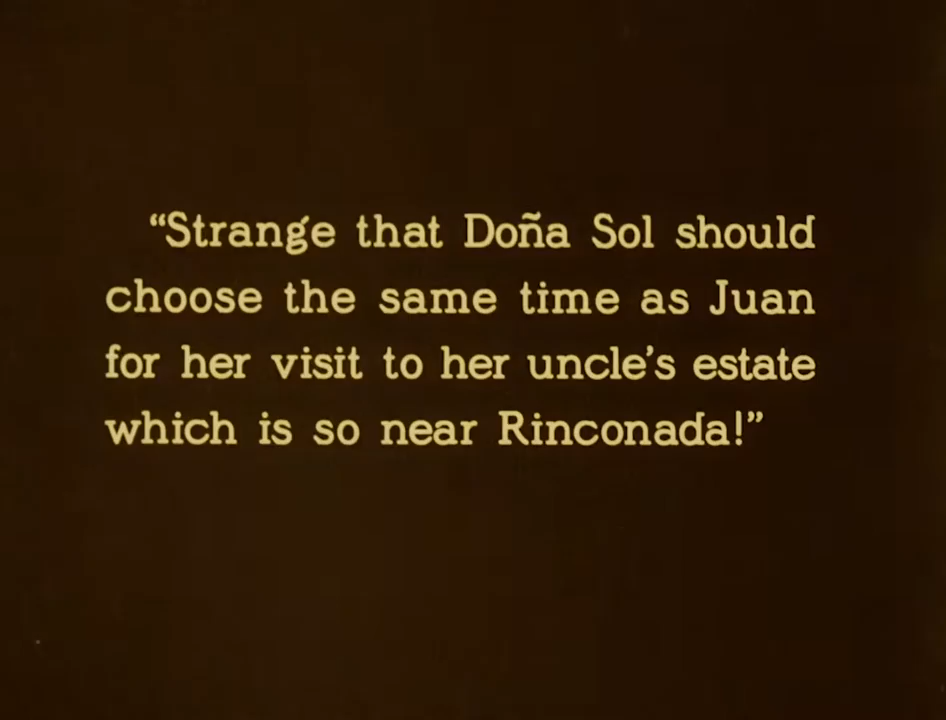 “Strange that Doña Sol should
choose the same time as Juan
for her visit to her uncle’s estate
which is so near Rinconada!”